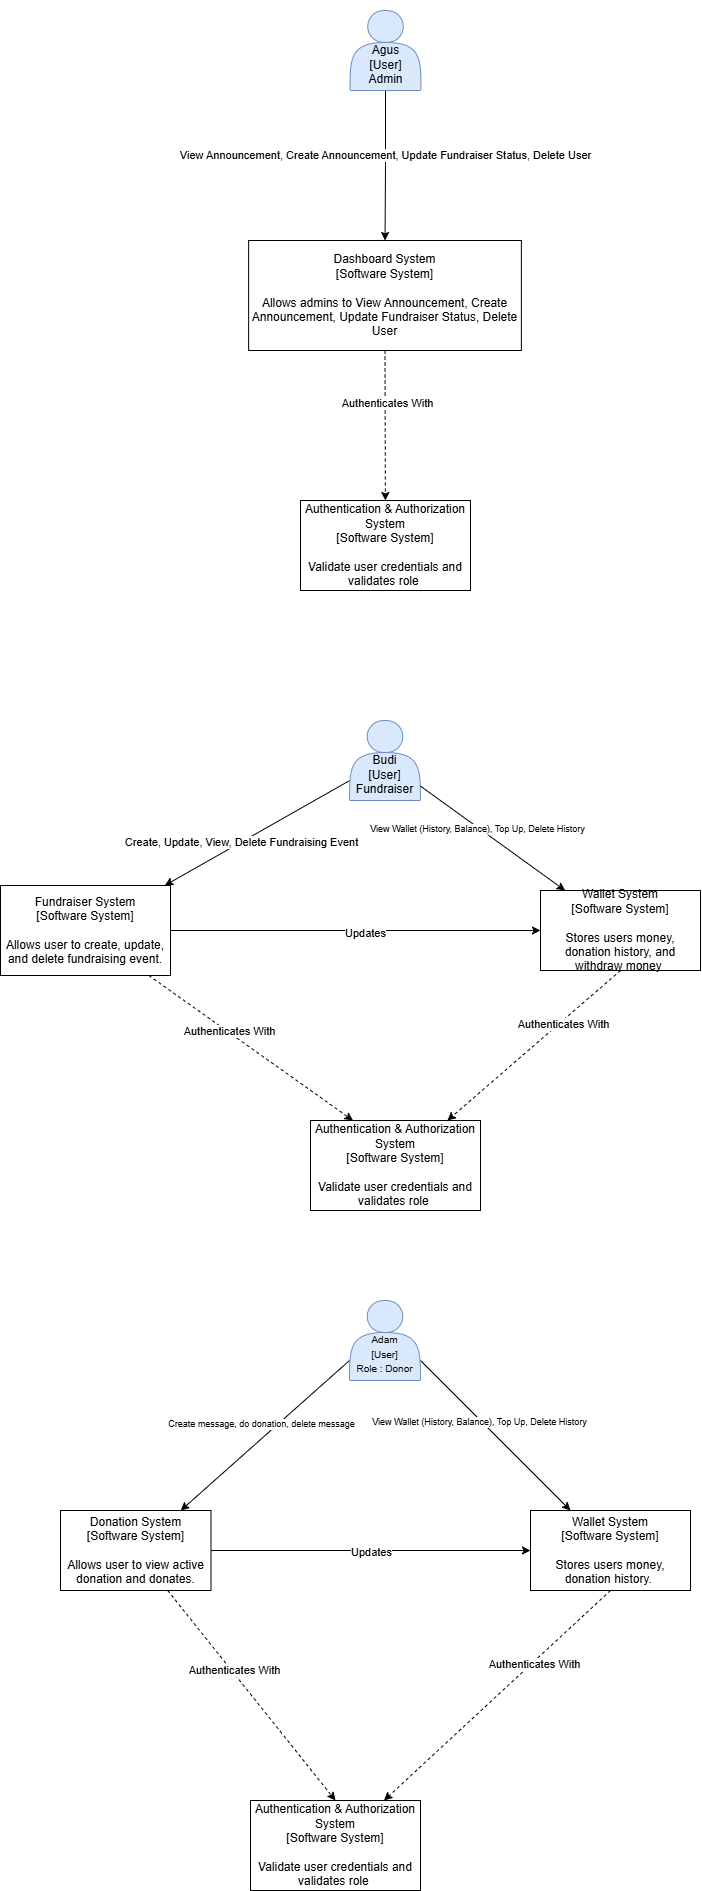 Agus
[User]
Admin
View Announcement, Create Announcement, Update Fundraiser Status, Delete User
Dashboard System
[Software System]
Allows admins to View Announcement, Create
Announcement, Update Fundraiser Status, Delete
User
Authenticates With
Authentication & Authorization
System
[Software System]
Validate user credentials and
validates role
Budi
[User]
Fundraiser
Create, Update, View, Delete Fundraising Event
View Wallet (History, Balance), Top Up, Delete History
Fundraiser System
[Software System]
Allows user to create, update,
and delete fundraising event.
Updates
Wallet System
[Software System]
Stores users money,
donation history, and
withdraw money
Authenticates With
Authenticates With
Authentication & Authorization
System
[Software System]
Validate user credentials and
validates role
Adam
[User]
Role : Donor
Create message, do donation, delete message
View Wallet (History, Balance), Top Up, Delete History
Donation System
[Software System]
Allows user to view active
donation and donates.
Updates
Wallet System
[Software System]
Stores users money,
donation history.
Authenticates With
Authenticates With
Authentication & Authorization
System
[Software System]
Validate user credentials and
validates role